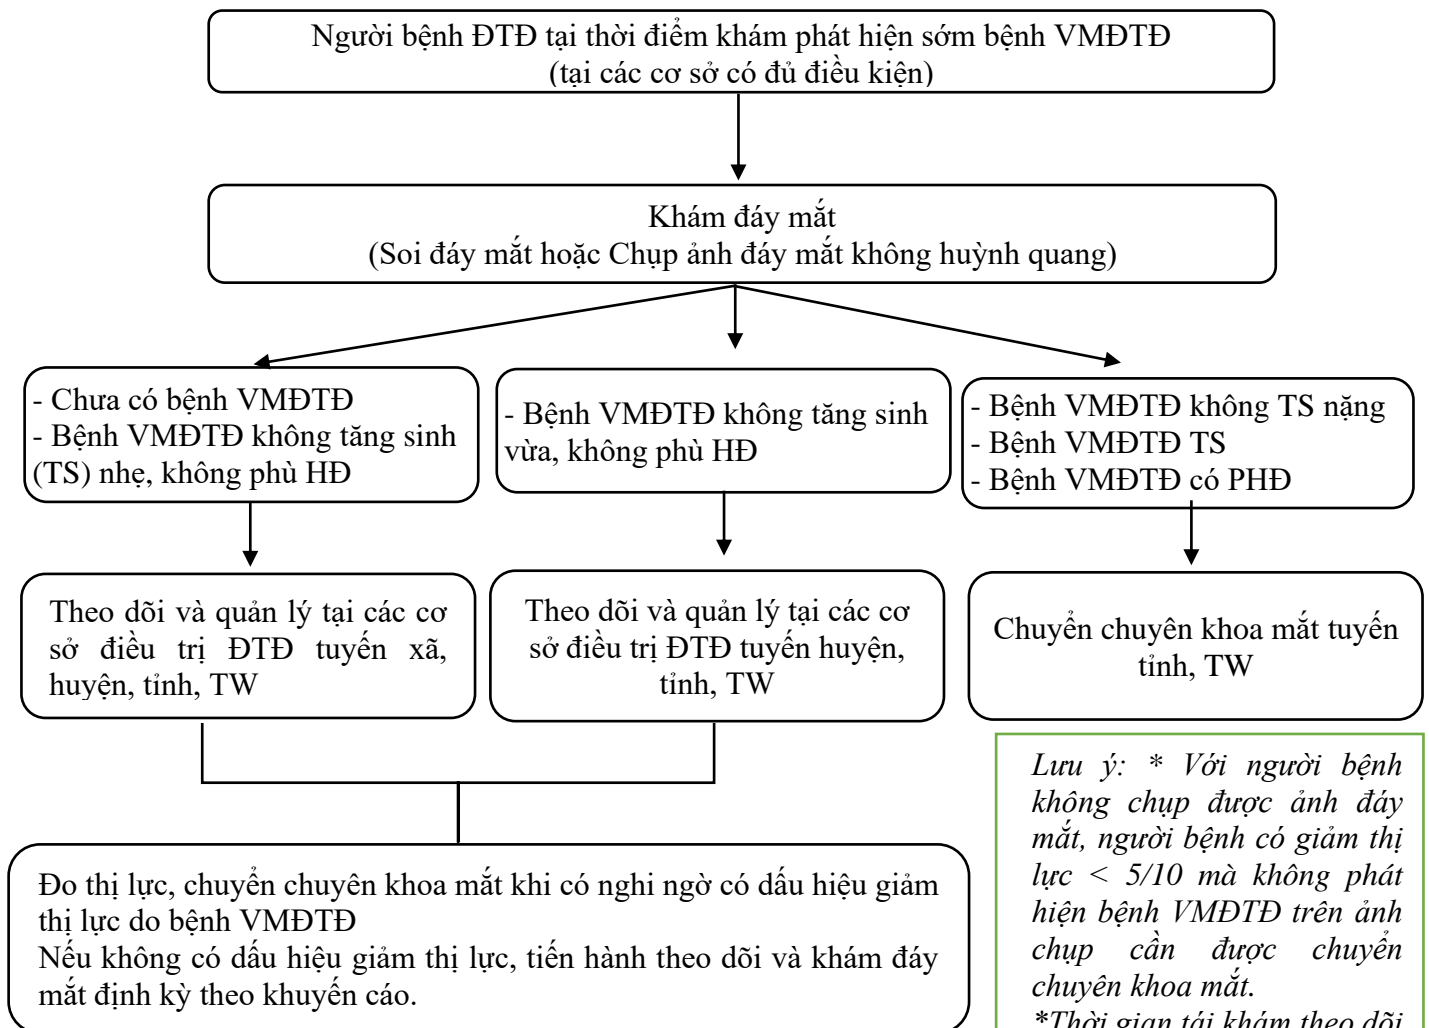 Người bệnh ĐTĐ tại thời điểm khám phát hiện sớm bệnh VMĐTĐ
(tại các cơ sở có đủ điều kiện)
Khám đáy mắt
(Soi đáy mắt hoặc Chụp ảnh đáy mắt không huỳnh quang)
- Chưa có bệnh VMĐTĐ
- Bệnh VMĐTĐ không tăng sinh
(TS) nhẹ, không phù HĐ
- Bệnh VMĐTĐ không tăng sinh
vừa, không phù HĐ
- Bệnh VMĐTĐ không TS nặng
- Bệnh VMĐTĐ TS
- Bệnh VMĐTĐ có PHĐ
Theo dõi và quản lý tại các cơ
sở điều trị ĐTĐ tuyến xã,
huyện, tỉnh, TW
Theo dõi và quản lý tại các cơ
sở điều trị ĐTĐ tuyến huyện,
tỉnh, TW
Chuyển chuyên khoa mắt tuyến
tỉnh, TW
Đo thị lực, chuyển chuyên khoa mắt khi có nghi ngờ có dấu hiệu giảm
thị lực do bệnh VMĐTĐ
Nếu không có dấu hiệu giảm thị lực, tiến hành theo dõi và khám đáy
mắt định kỳ theo khuyến cáo.
Lưu ý: * Với người bệnh
không chụp được ảnh đáy
mắt, người bệnh có giảm thị
lực < 5/10 mà không phát
hiện bệnh VMĐTĐ trên ảnh
chụp cần được chuyển
chuyên khoa mắt.
*Thời gian tái khám theo dõi